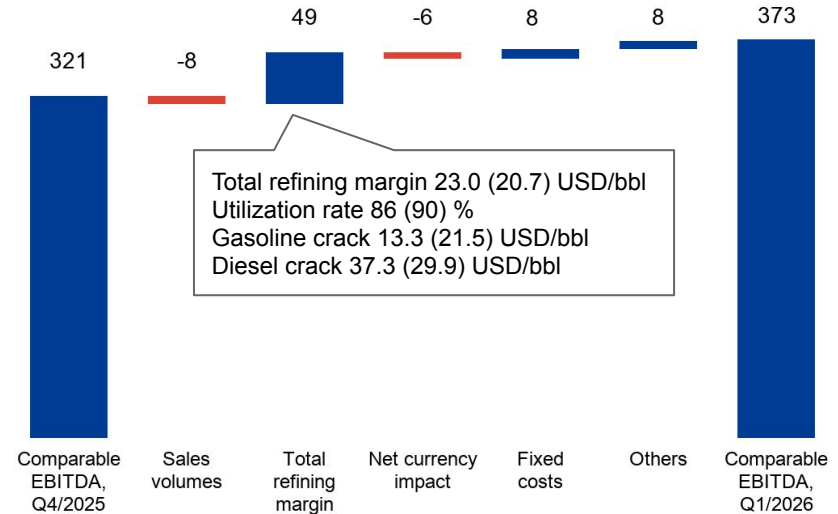 321
-8
49
-6
8
8
373
Total refining margin 23.0 (20.7) USD/bbl
Utilization rate 86 (90) %
Gasoline crack 13.3 (21.5) USD/bbl
Diesel crack 37.3 (29.9) USD/bbl
Comparable
EBITDA,
Q4/2025
Sales
volumes
Total
refining
margin
Net currency
impact
Fixed
costs
Others
Comparable
EBITDA,
Q1/2026